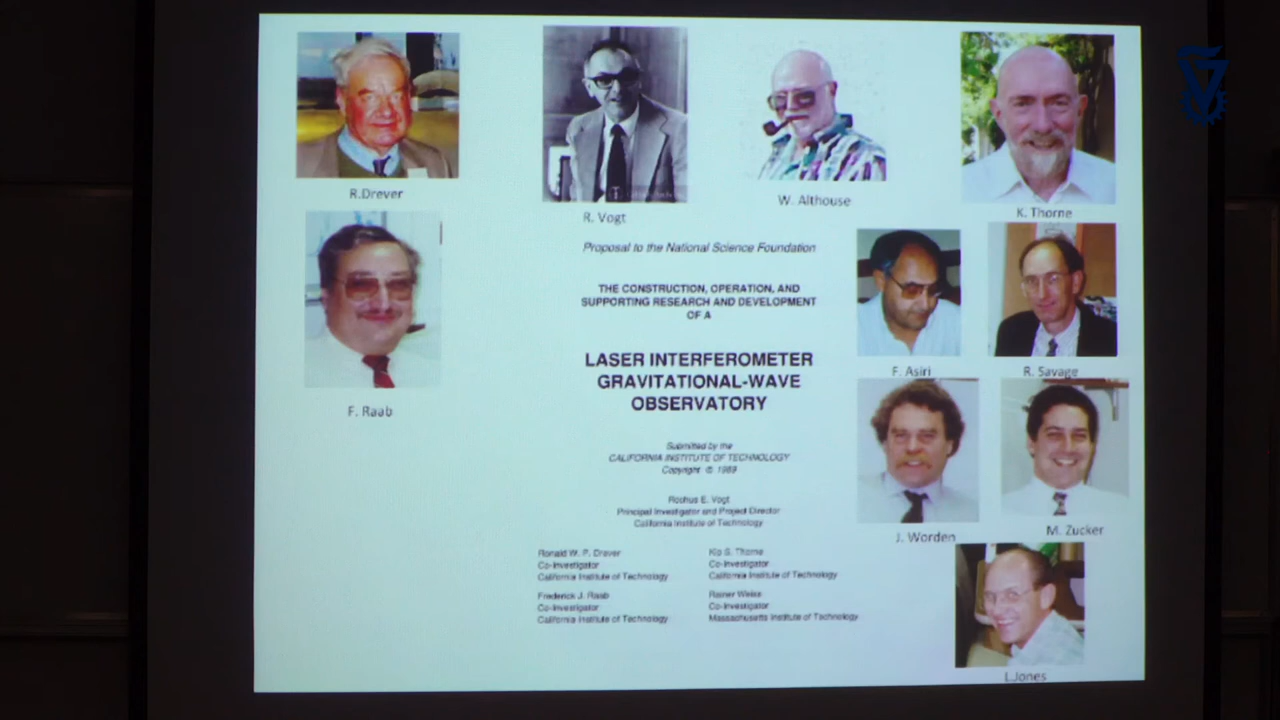 R.Drever
R. Vogt
W. Althouse
K. Thorne
F. Raab
Proposal to the National Science Foundation
THE CONSTRUCTION, OPERATION, AND
SUPPORTING RESEARCH AND DEVELOPMENT
OF A
LASER INTERFEROMETER
GRAVITATIONAL-WAVE
OBSERVATORY
Submitted by the
CALIFORNIA INSTITUTE OF TECHNOLOGY
Copyright © 1989
Rochus E. Vogt
Principal Investigator and Project Director
California Institute of Technology
Ronald W. P. Drever
Co-Investigator
California Institute of Technology
Kip S. Thorne
Co-Investigator
California Institute of Technology
Frederick J. Raab
Co-Investigator
California Institute of Technology
Rainer Weiss
Co-Investigator
Massachusetts Institute of Technology
F. Asiri
R. Savage
J. Worden
M. Zucker
L.Jones